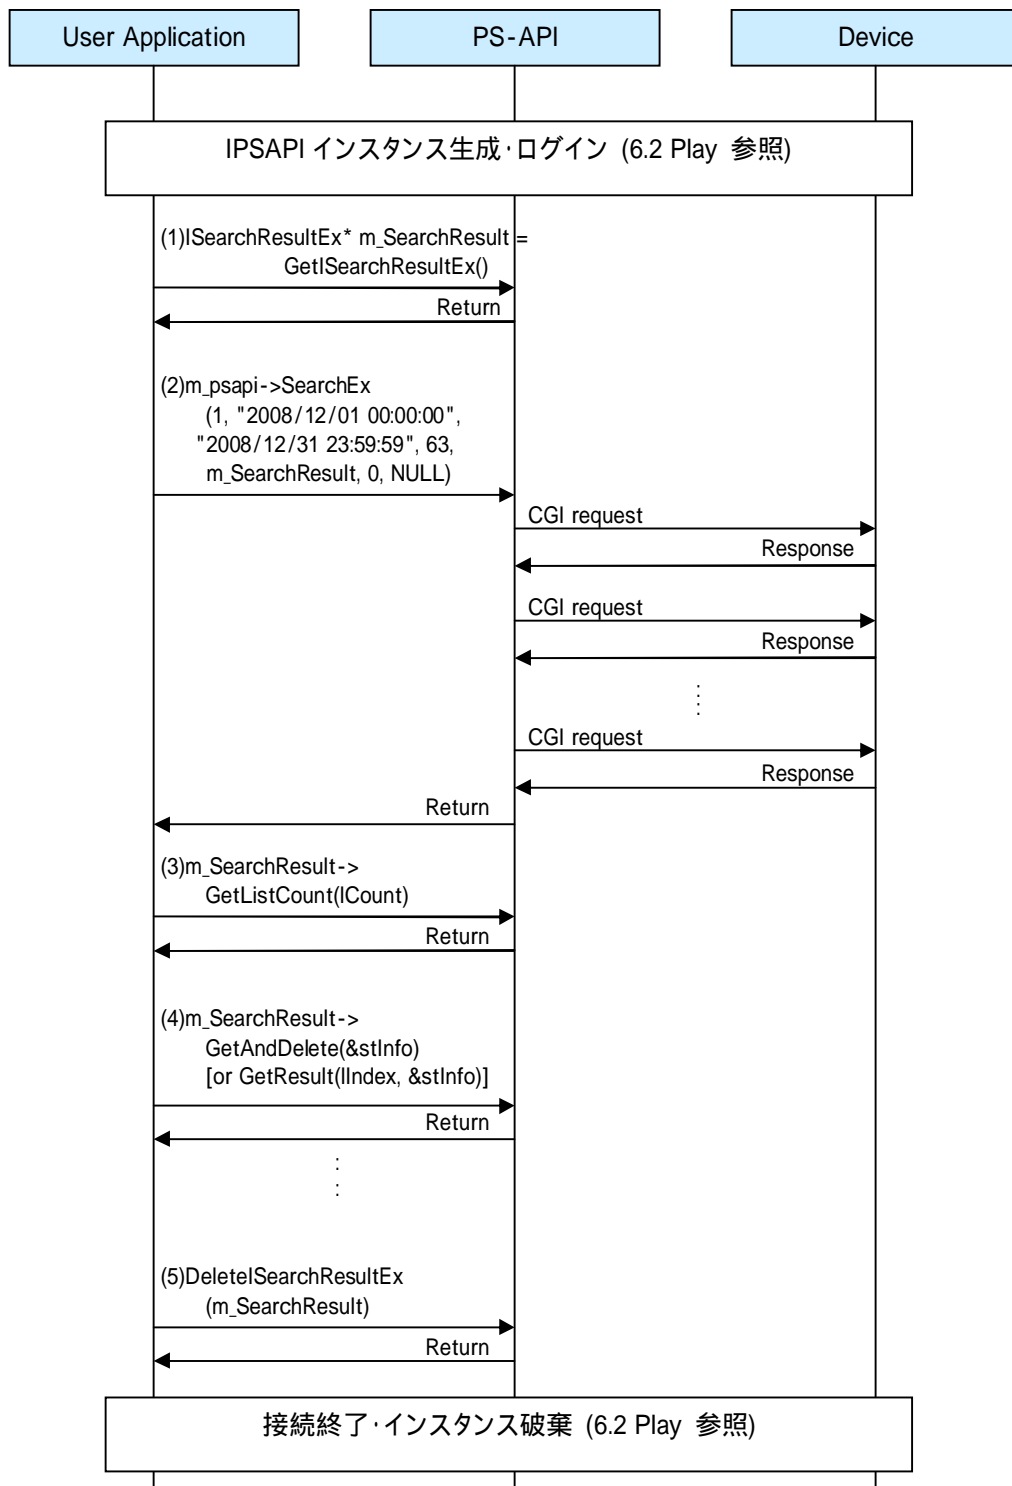 User Application
PS-API
Device
IPSAPI インスタンス生成･ログイン (6.2 Play 参照)
(1)ISearchResultEx* m_SearchResult =
GetISearchResultEx()
Return
(2)m_psapi->SearchEx
(1, "2008/12/01 00:00:00",
"2008/12/31 23:59:59", 63,
m_SearchResult, 0, NULL)
CGI request
Response
CGI request
Response
CGI request
Response
Return
(3)m_SearchResult->
GetListCount(lCount)
Return
(4)m_SearchResult->
GetAndDelete(&stInfo)
[or GetResult(lIndex, &stInfo)]
Return
(5)DeleteISearchResultEx
(m_SearchResult)
Return
接続終了･インスタンス破棄 (6.2 Play 参照)